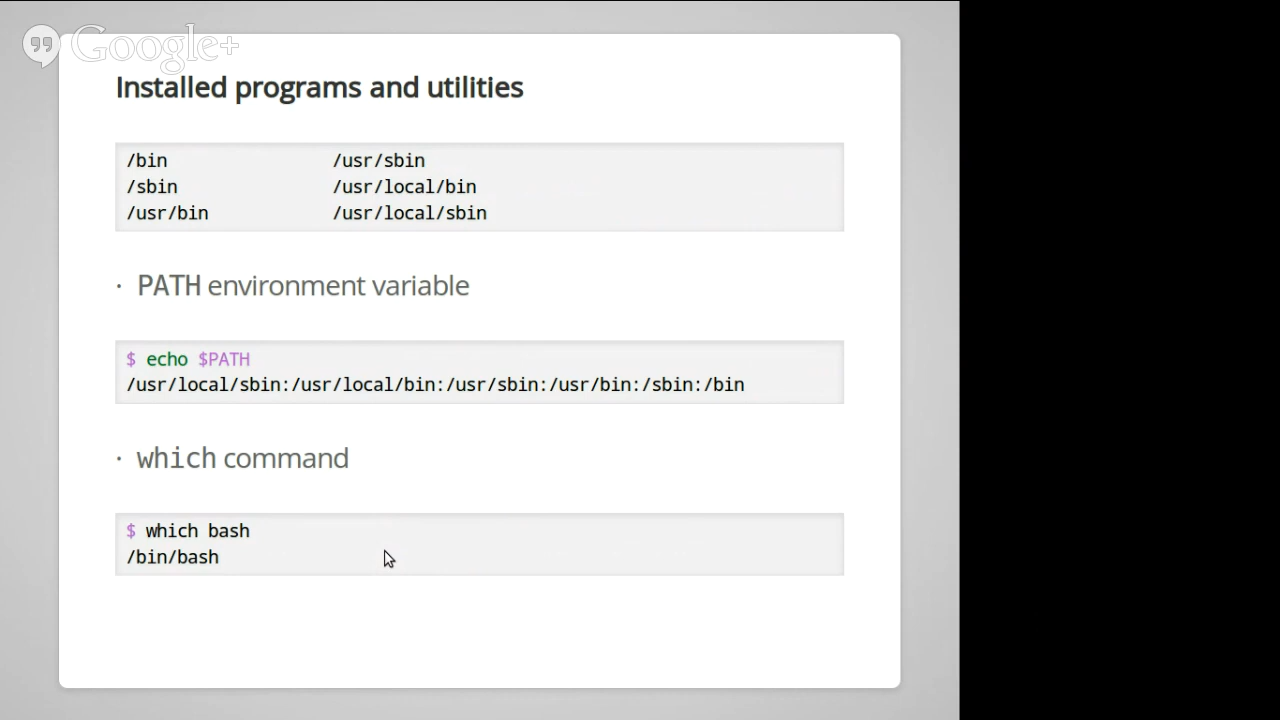 Google+
Installed programs and utilities
/bin /usr/sbin
/sbin /usr/local/bin
/usr/bin /usr/local/sbin
· PATH environment variable
$ echo $PATH
/usr/local/sbin:/usr/local/bin:/usr/sbin:/usr/bin:/sbin:/bin
· which command
$ which bash
/bin/bash